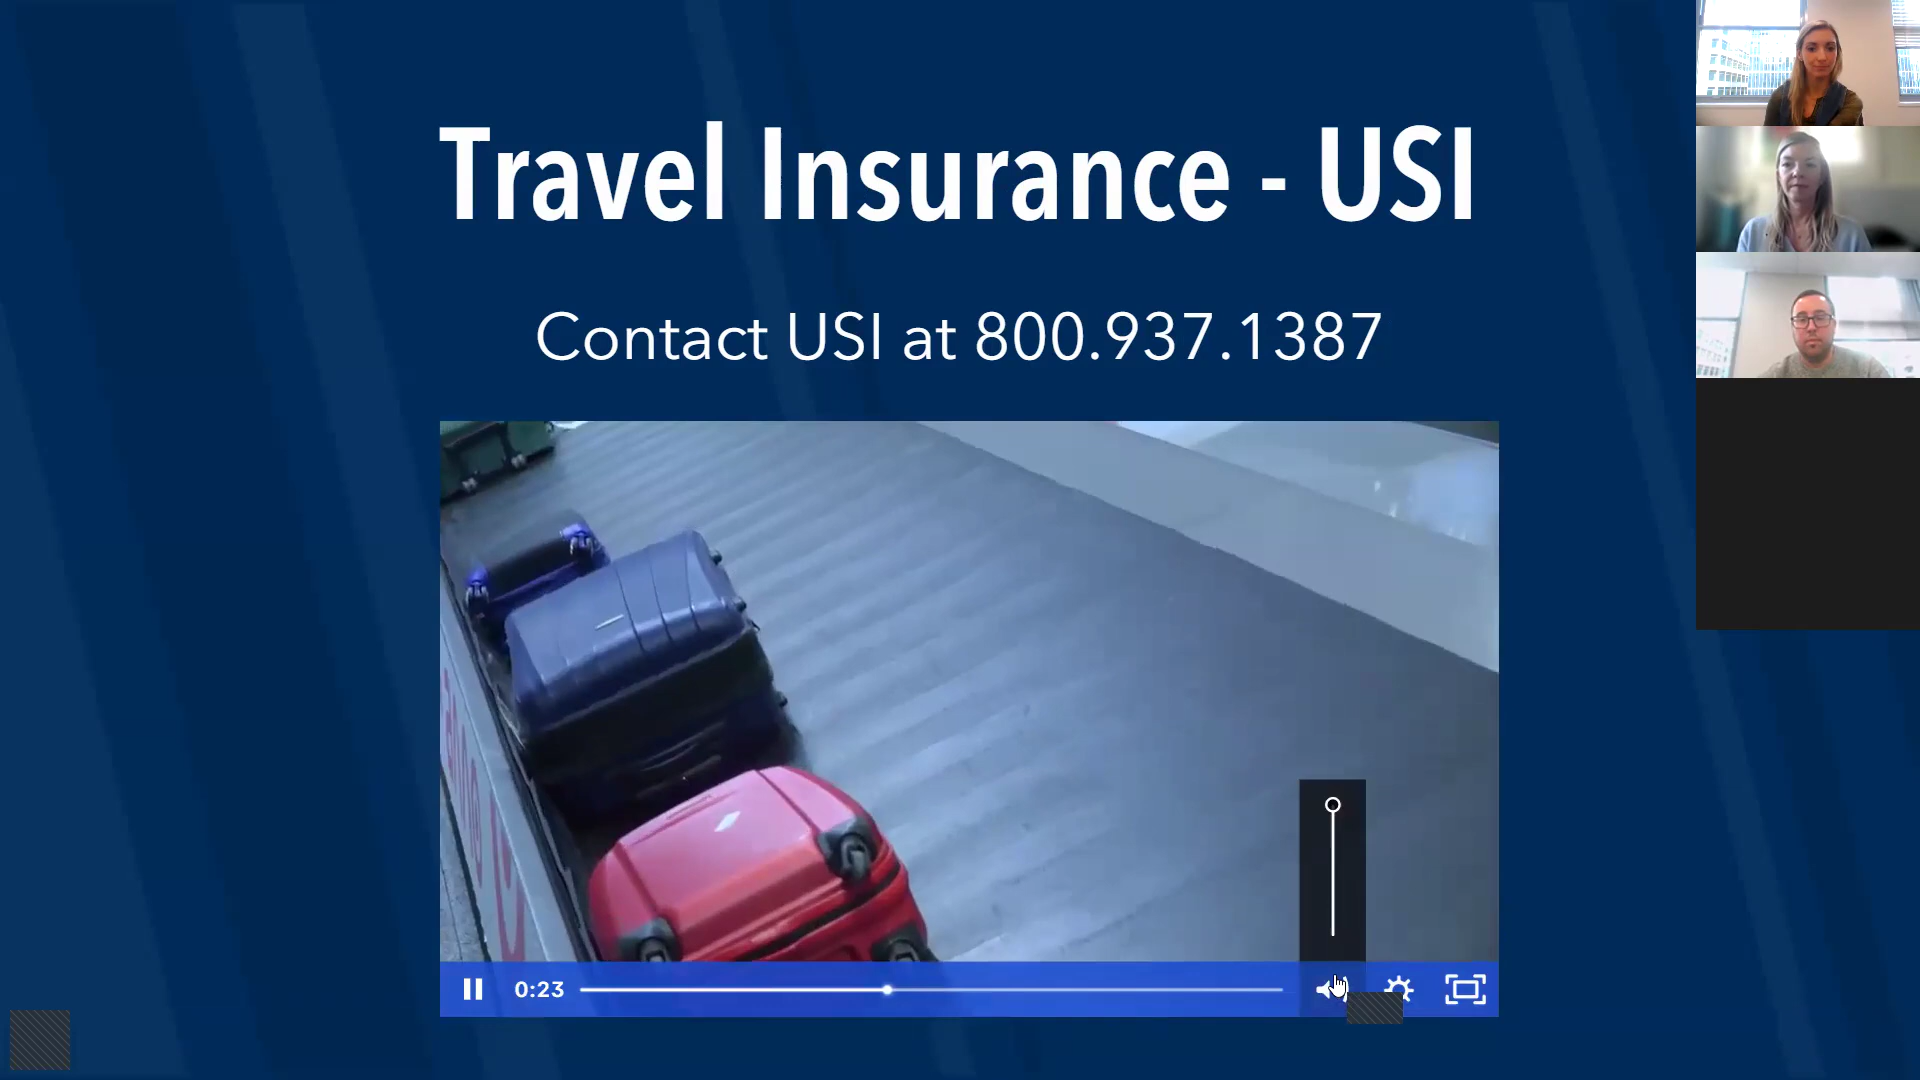 Travel Insurance - USI
Contact USI at 800.937.1387
0:23